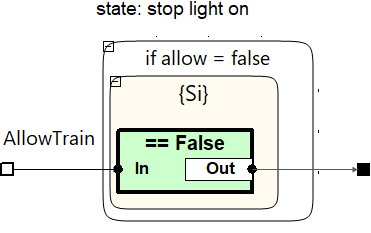 state: stop light on
if allow = false
{Si}
== False
AllowTrain
In Out